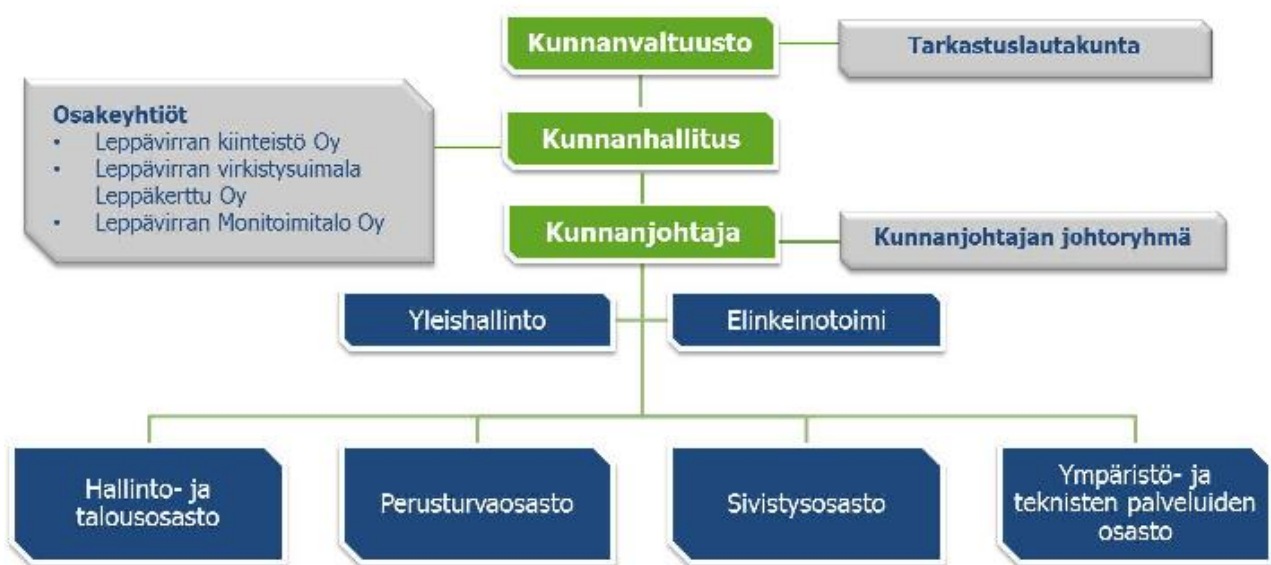 Kunnanvaltuusto
Tarkastuslautakunta
Osakeyhtiöt
• Leppävirran kiinteistö Oy
• Leppävirran virkistysuimala
Leppäkerttu Oy
• Leppävirran Monitoimitalo Oy
Kunnanhallitus
Kunnanjohtaja
Kunnanjohtajan johtoryhmä
Yleishallinto
Elinkeinotoimi
Hallinto- ja
talousosasto
Perusturvaosasto
Sivistysosasto
Ympäristö- ja
teknisten palveluiden
osasto